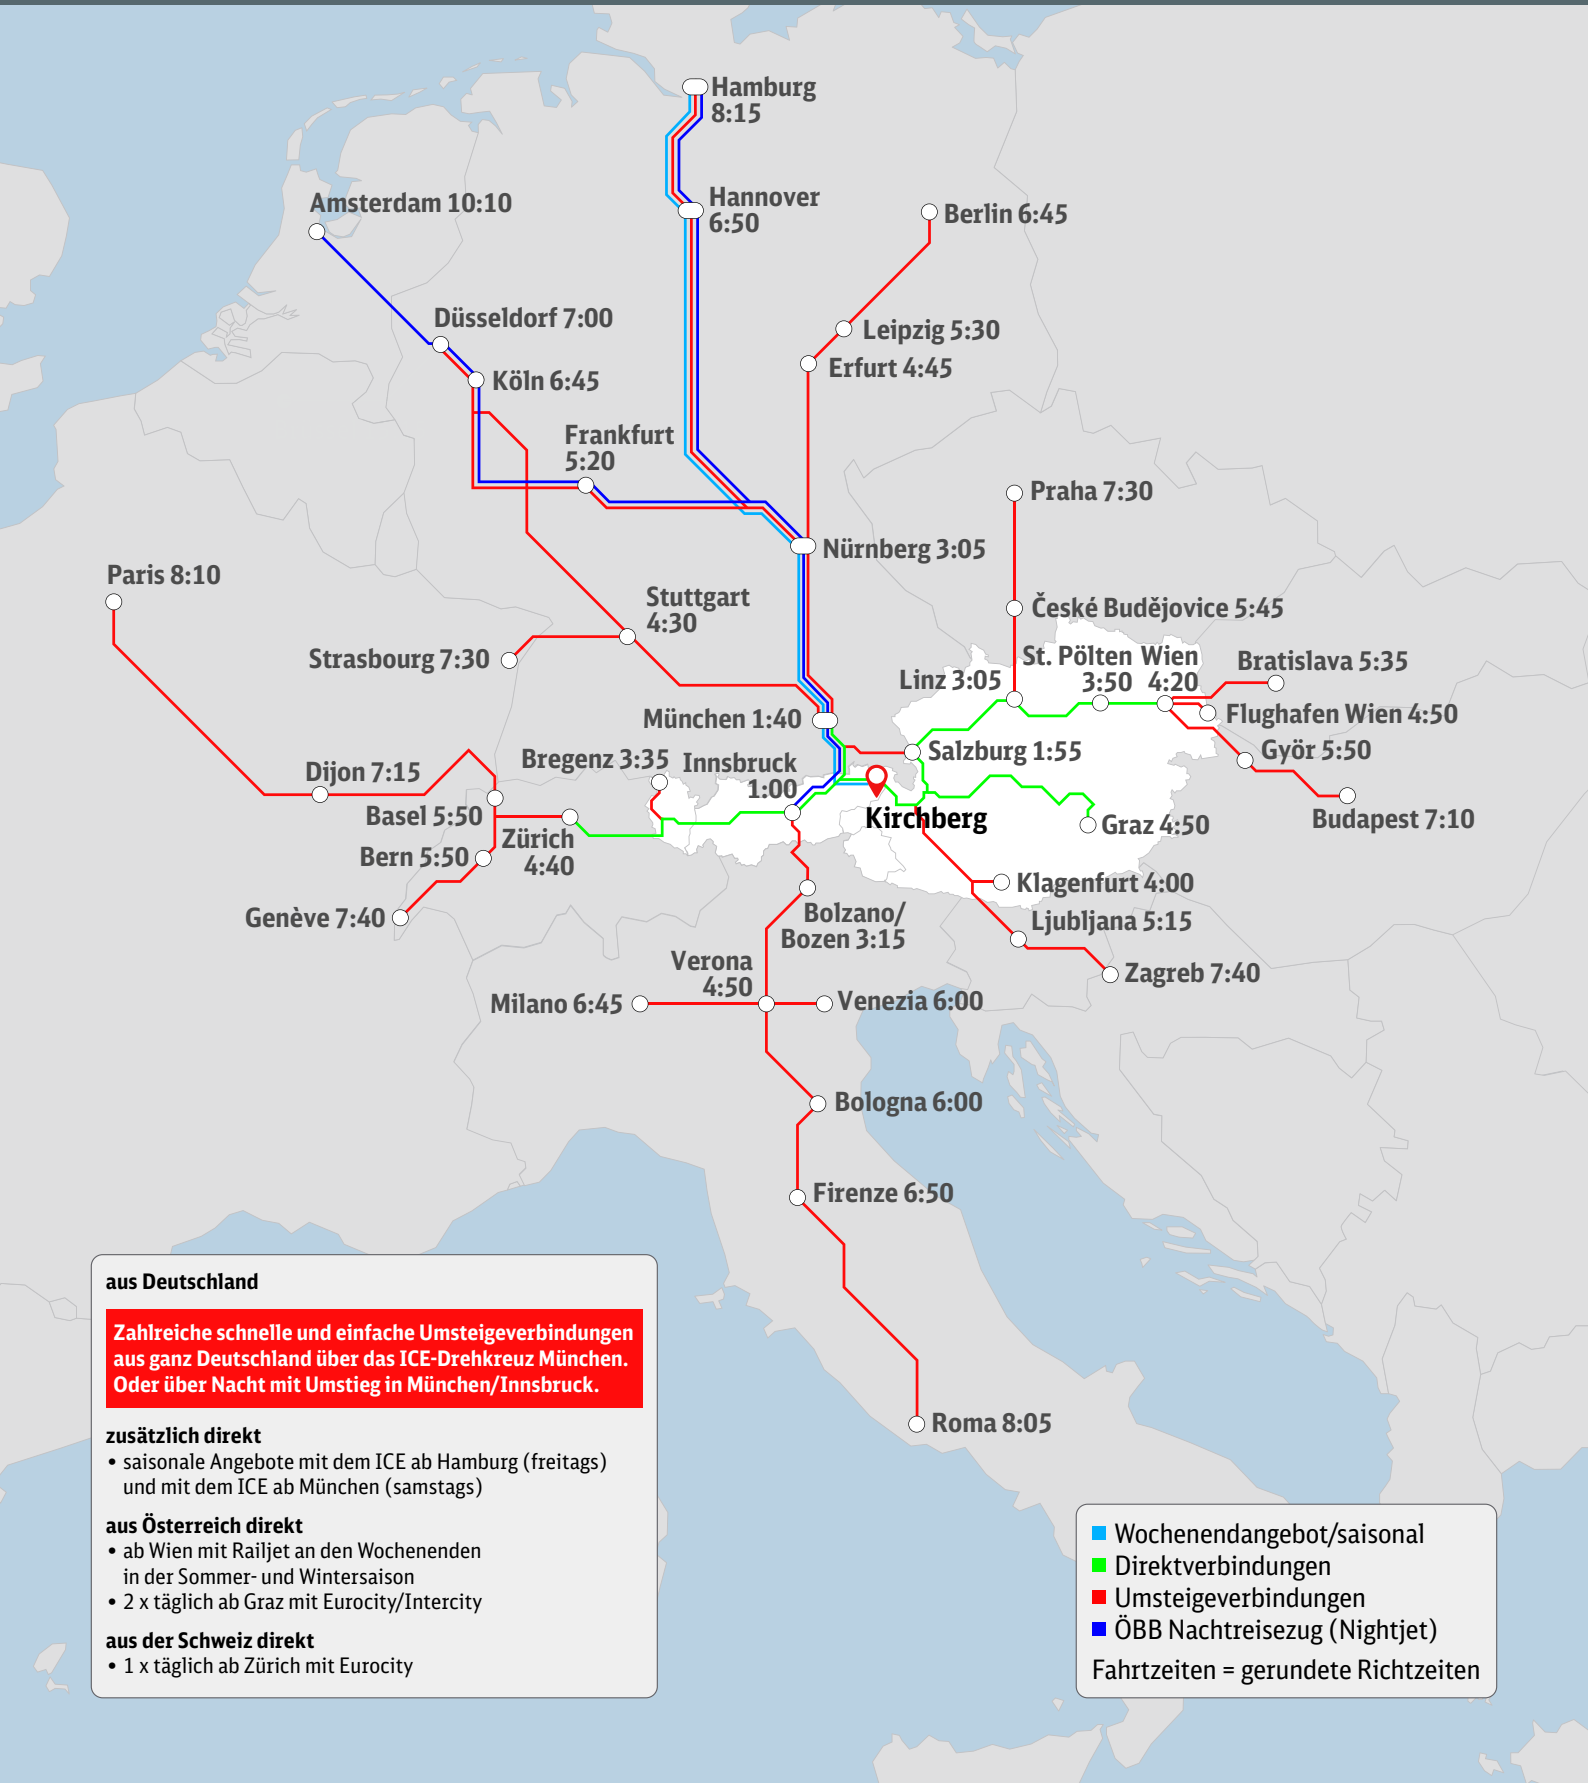 Hamburg
8:15
Hannover
6:50
Amsterdam 10:10
Berlin 6:45
Düsseldorf 7:00
Leipzig 5:30
Erfurt 4:45
Köln 6:45
Frankfurt
5:20
Praha 7:30
Nürnberg 3:05
Paris 8:10
Stuttgart
4:30
České Budějovice 5:45
Strasbourg 7:30
St. Pölten
3:50
Wien
4:20
Bratislava 5:35
Linz 3:05
Flughafen Wien 4:50
München 1:40
Salzburg 1:55
Györ 5:50
Bregenz 3:35
Innsbruck
1:00
Dijon 7:15
Basel 5:50
Kirchberg
Graz 4:50
Budapest 7:10
Zürich
4:40
Bern 5:50
Klagenfurt 4:00
Genève 7:40
Bolzano/
Bozen 3:15
Ljubljana 5:15
Verona
4:50
Zagreb 7:40
Milano 6:45
Venezia 6:00
Bologna 6:00
Firenze 6:50
Roma 8:05
aus Deutschland
Zahlreiche schnelle und einfache Umsteigeverbindungen
aus ganz Deutschland über das ICE-Drehkreuz München.
Oder über Nacht mit Umstieg in München/Innsbruck.
zusätzlich direkt
• saisonale Angebote mit dem ICE ab Hamburg (freitags)
und mit dem ICE ab München (samstags)
aus Österreich direkt
• ab Wien mit Railjet an den Wochenenden
in der Sommer- und Wintersaison
• 2 x täglich ab Graz mit Eurocity/Intercity
aus der Schweiz direkt
• 1 x täglich ab Zürich mit Eurocity
Wochenendangebot/saisonal
Direktverbindungen
Umsteigeverbindungen
ÖBB Nachtreisezug (Nightjet)
Fahrtzeiten = gerundete Richtzeiten